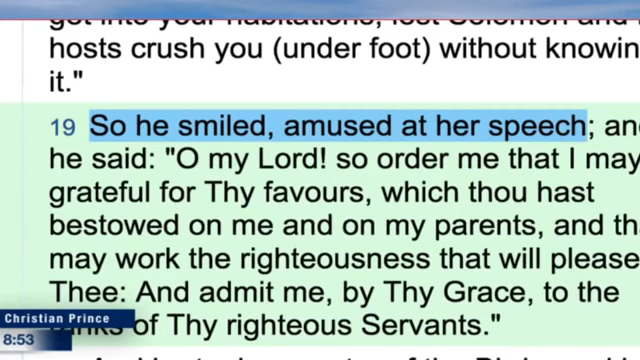 hosts crush you (under foot) without knowin
it."
19 So he smiled, amused at her speech; and
he said: "O my Lord! so order me that I may
grateful for Thy favours, which thou hast
bestowed on me and on my parents, and tha
may work the righteousness that will please
Thee: And admit me, by Thy Grace, to the
of Thy righteous Servants."
Christian Prince
8:53